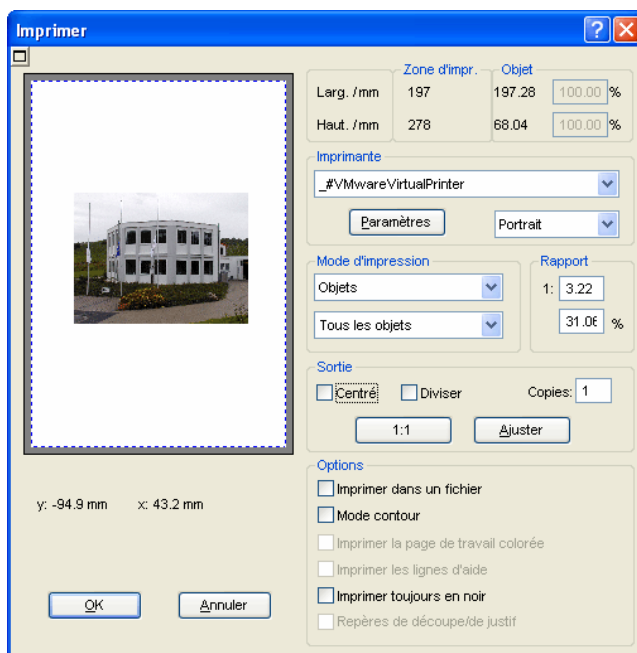 Imprimer
Zone d'impr. Objet
Larg. /mm 197 197.28 100.00 %
Haut. /mm 278 68.04 100.00 %
Imprimante
_#VMwareVirtualPrinter
Paramètres Portrait
Mode d'impression Rapport
Objets 1: 3.22
Tous les objets 31.06 %
Sortie
Centré Diviser Copies: 1
1:1 Ajuster
Options
Imprimer dans un fichier
Mode contour
Imprimer la page de travail colorée
Imprimer les lignes d'aide
Imprimer toujours en noir
Repères de découpe/de justif
y: -94.9 mm x: 43.2 mm
OK Annuler